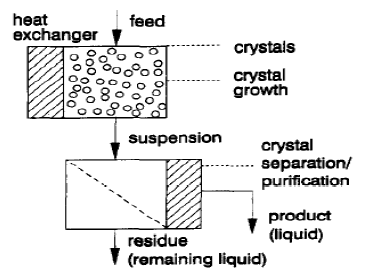 heat
exchanger
feed
crystals
crystal
growth
suspension
crystal
separation/
purification
product
(liquid)
residue
(remaining liquid)